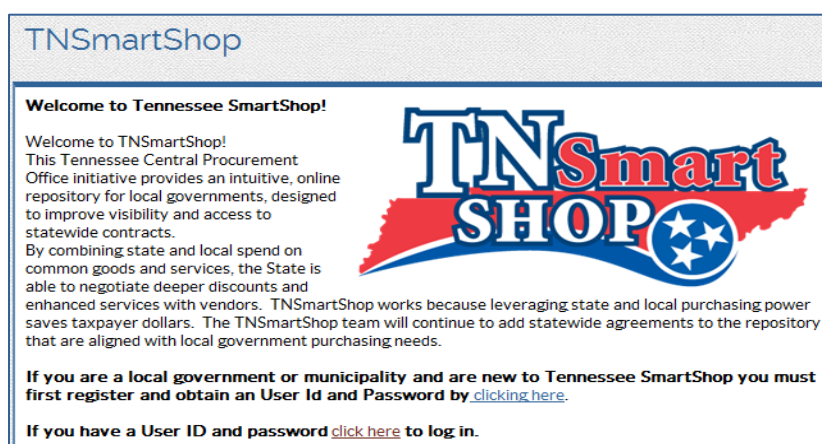 TNSmartShop
Welcome to Tennessee SmartShop!
TNSmart
SHOP
Welcome to TNSmartShop!
This Tennessee Central Procurement
Office initiative provides an intuitive, online
repository for local governments, designed
to improve visibility and access to
statewide contracts.
By combining state and local spend on
common goods and services, the State is
able to negotiate deeper discounts and
enhanced services with vendors.  TNSmartShop works because leveraging state and local purchasing power
saves taxpayer dollars.  The TNSmartShop team will continue to add statewide agreements to the repository
that are aligned with local government purchasing needs.
If you are a local government or municipality and are new to Tennessee SmartShop you must
first register and obtain an User Id and Password by clicking here.
If you have a User ID and password click here to log in.